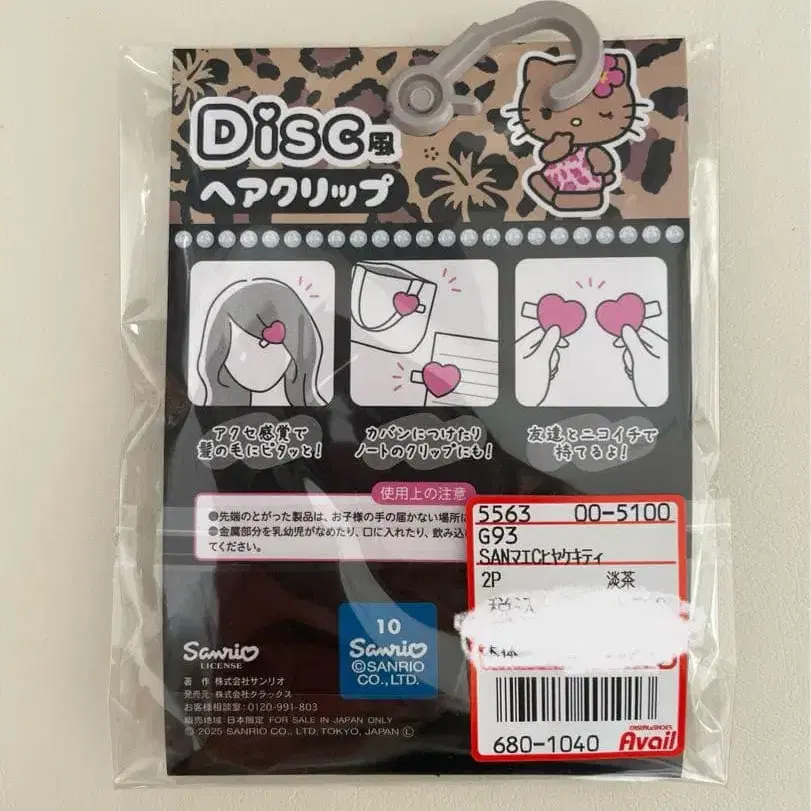 Disc風
ヘアクリップ
アクセ感覚で
髪の毛にピタッと!
カバンにつけたり
ノートのクリップにも!
友達とニコイチで
持てるよ!
使用上の注意
●先端のとがった製品は、お子様の手の届かない場所に
●金属部分を乳幼児がなめたり、口に入れたり、飲み込
てください。
5563 00-5100
G93
SANマエCヒヤケキティ
2P 淡茶
680-1040
CASUAL&SHOES
Avail
10
Sanrio
©SANRIO
CO., LTD.
Sanrio
LICENSE
著 作 株式会社サンリオ
発売元 株式会社クラックス
お客様相談室:0120-991-803
販売地域:日本限定 FOR SALE IN JAPAN ONLY
© 2025 SANRIO CO., LTD. TOKYO, JAPAN Ⓛ